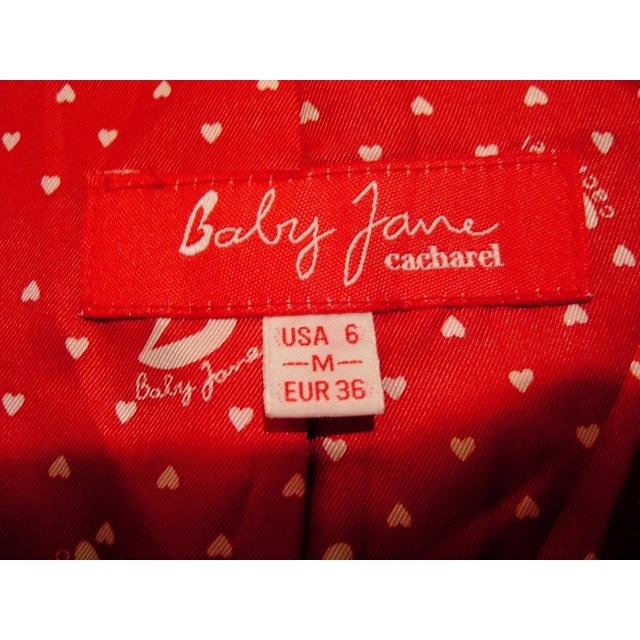 Baby Jane
cacharel
USA 6
—M—
EUR 36
Baby Jane